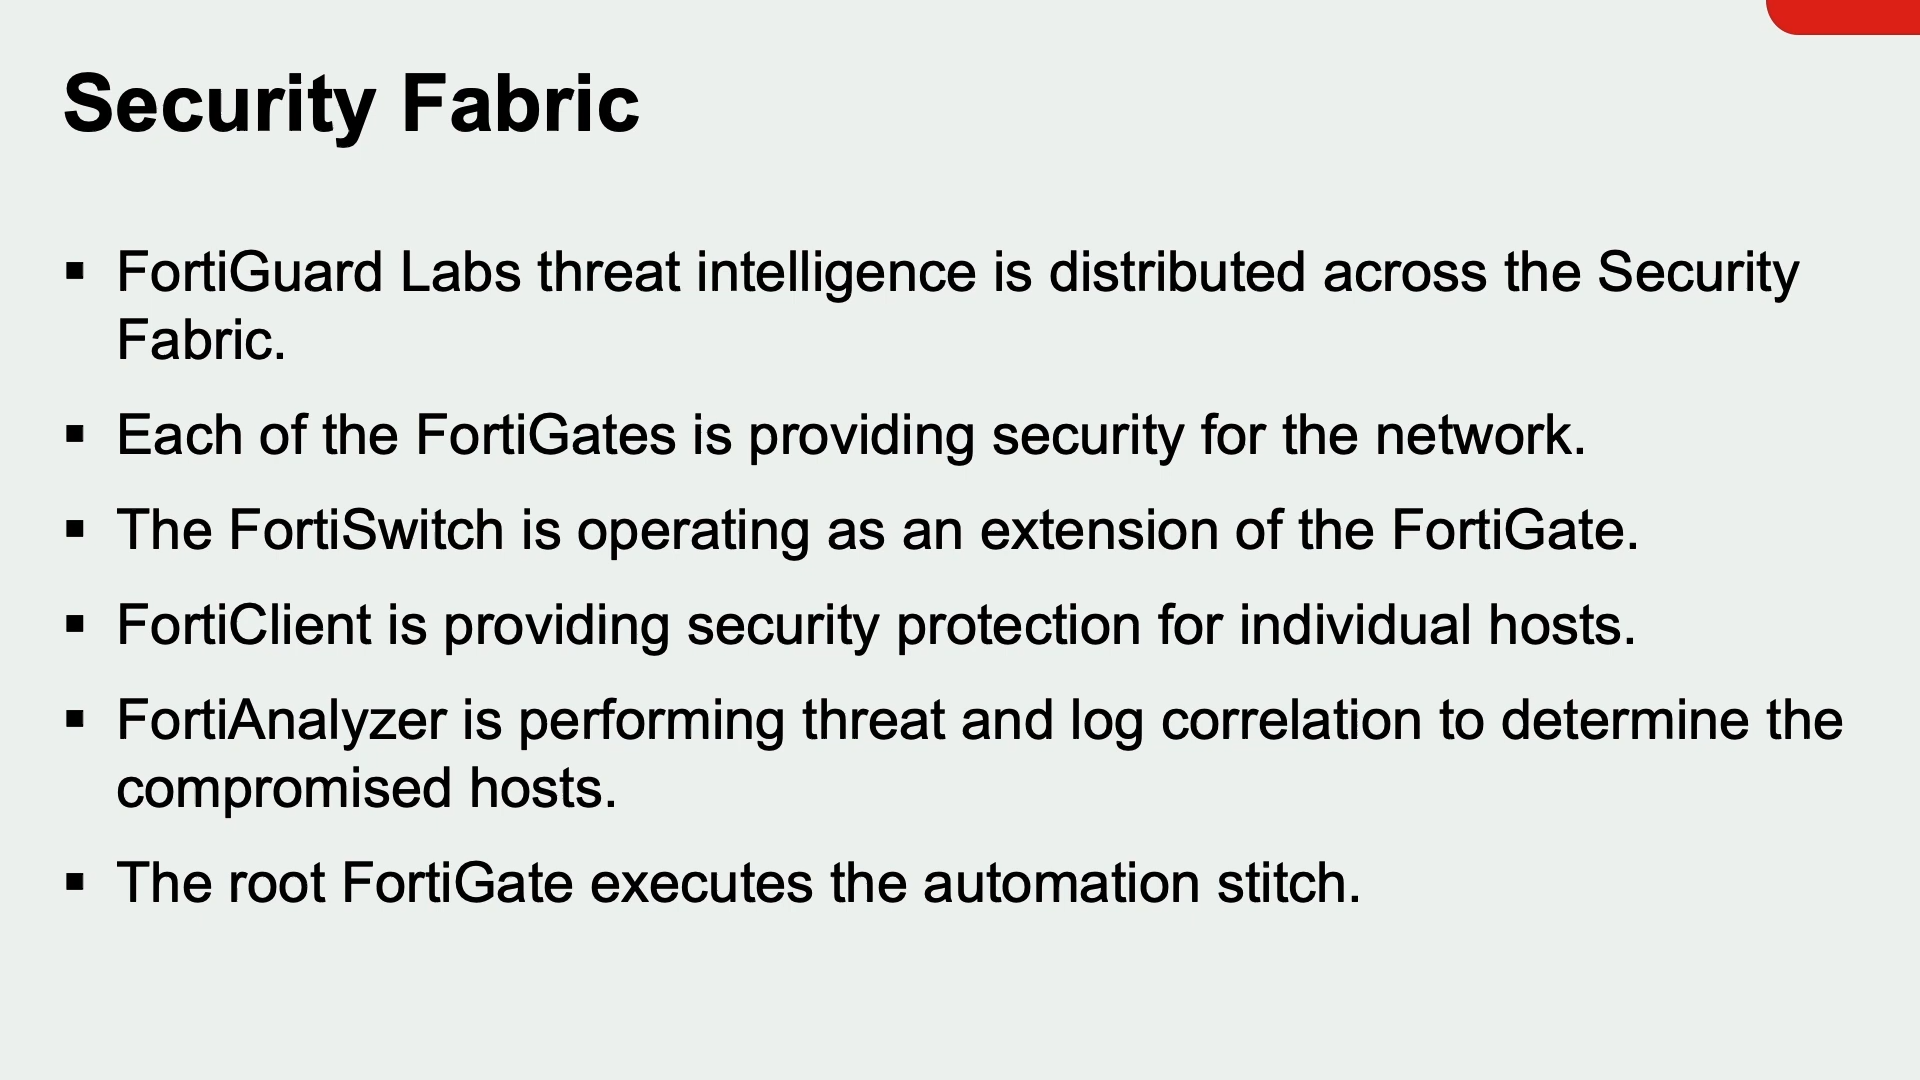 Security Fabric
▪ FortiGuard Labs threat intelligence is distributed across the Security
Fabric.
▪ Each of the FortiGates is providing security for the network.
▪ The FortiSwitch is operating as an extension of the FortiGate.
▪ FortiClient is providing security protection for individual hosts.
▪ FortiAnalyzer is performing threat and log correlation to determine the
compromised hosts.
▪ The root FortiGate executes the automation stitch.